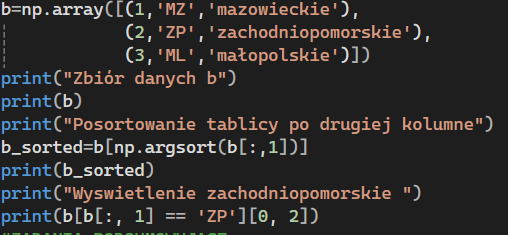 b=np.array([(1,'MZ','mazowieckie'),
(2,'ZP','zachodniopomorskie'),
(3,'ML','małopolskie')])
print("Zbiór danych b")
print(b)
print("Posortowanie tablicy po drugiej kolumne")
b_sorted=b[np.argsort(b[:,1])]
print(b_sorted)
print("Wyswietlenie zachodniopomorskie ")
print(b[b[:, 1] == 'ZP'][0, 2])